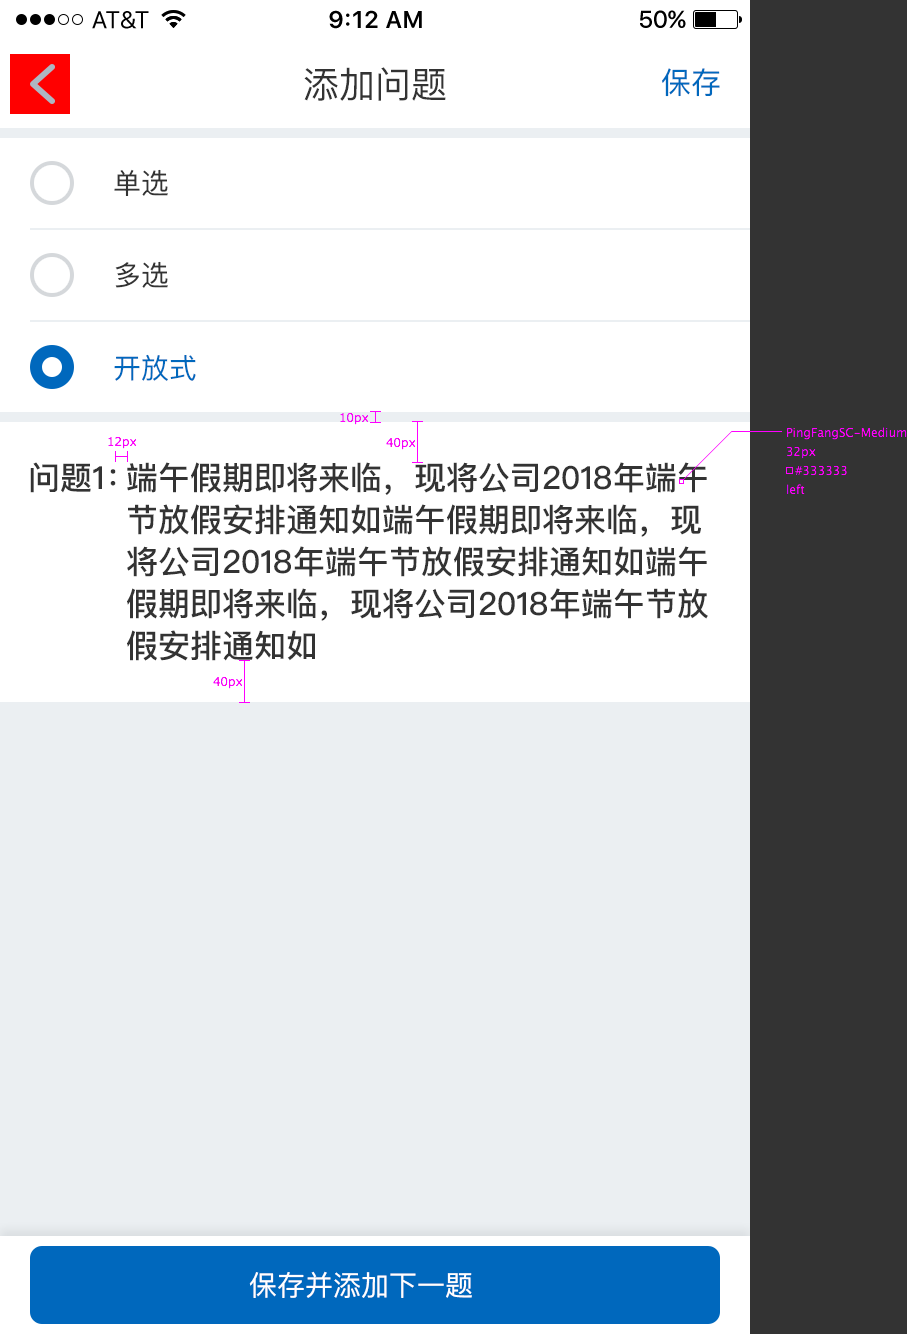 AT&T 9:12 AM 50%
添加问题 保存
单选
多选
开放式
10px
12px
40px
PingFangSC-Medium
32px
#333333
left
问题1: 端午假期即将来临，现将公司2018年端午
节放假安排通知如端午假期即将来临，现
将公司2018年端午节放假安排通知如端午
假期即将来临，现将公司2018年端午节放
假安排通知如
40px
保存并添加下一题